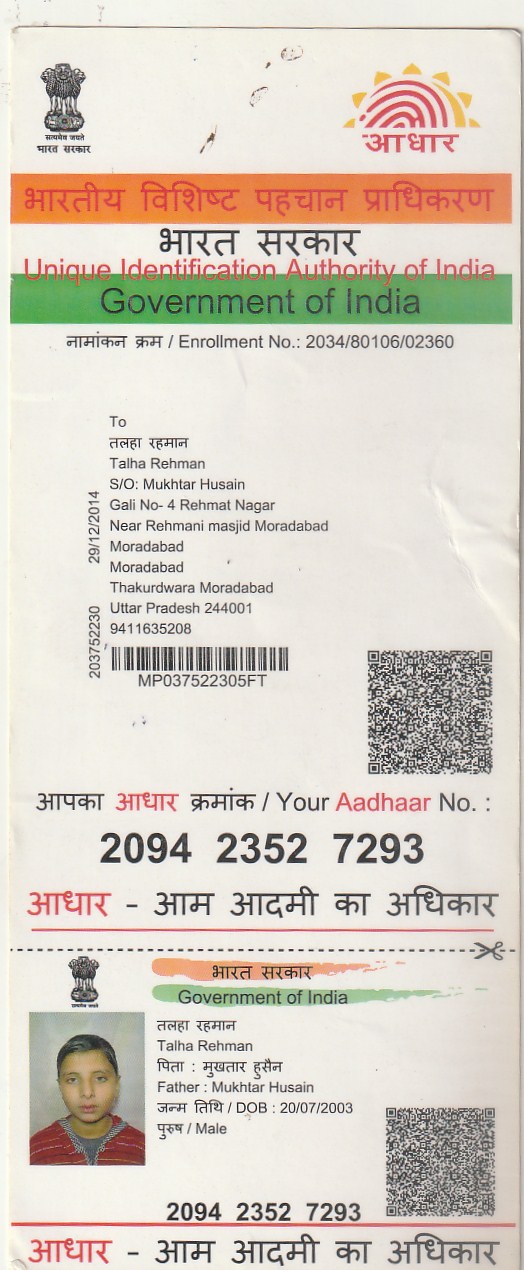 सत्यमेव जयते
भारत सरकार
आधार
भारतीय विशिष्ट पहचान प्राधिकरण
भारत सरकार
Unique Identification Authority of India
Government of India
नामांकन क्रम / Enrollment No.: 2034/80106/02360
To
तलहा रहमान
Talha Rehman
S/O: Mukhtar Husain
Gali No- 4 Rehmat Nagar
Near Rehmani masjid Moradabad
Moradabad
Moradabad
Thakurdwara Moradabad
Uttar Pradesh 244001
9411635208
29/12/2014
203752230
MP037522305FT
आपका आधार क्रमांक / Your Aadhaar No. :
2094 2352 7293
आधार - आम आदमी का अधिकार
सत्यमेव जयते
भारत सरकार
Government of India
तलहा रहमान
Talha Rehman
पिता : मुखतार हुसैन
Father : Mukhtar Husain
जन्म तिथि / DOB : 20/07/2003
पुरुष / Male
2094 2352 7293
आधार - आम आदमी का अधिकार